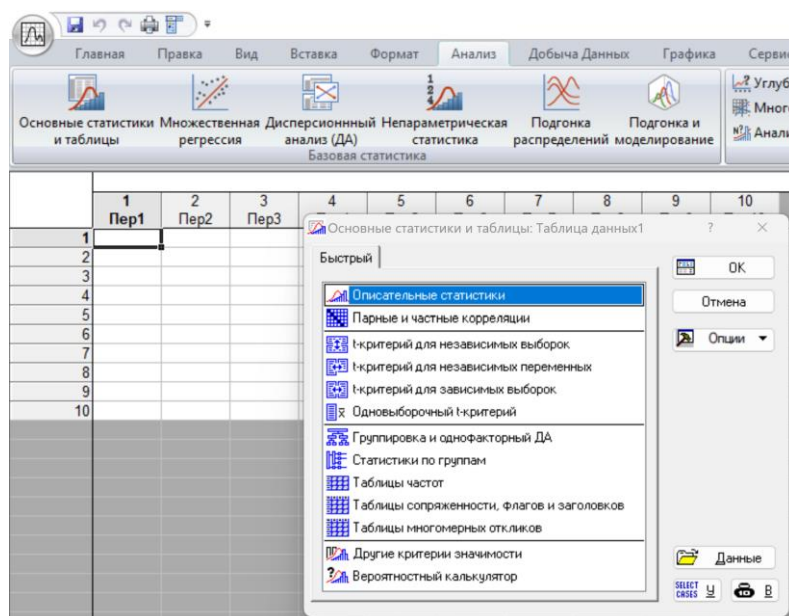 Главная Правка Вид Вставка Формат Анализ Добыча Данных Графика Серви
Основные статистики и таблицы
Множественная регрессия
Дисперсионнный анализ (ДА)
Непараметрическая статистика
Подгонка распределений
Подгонка и моделирование
Углуб
Мног
Анали
Базовая статистика
1 2 3 4 5 6 7 8 9 10
Пер1 Пер2 Пер3
1
2
3
4
5
6
7
8
9
10
Основные статистики и таблицы: Таблица данных1 ?
Быстрый
Описательные статистики
Парные и частные корреляции
t-критерий для независимых выборок
t-критерий для независимых переменных
t-критерий для зависимых выборок
Одновыборочный t-критерий
Группировка и однофакторный ДА
Статистики по группам
Таблицы частот
Таблицы сопряженности, флагов и заголовков
Таблицы многомерных откликов
Другие критерии значимости
Вероятностный калькулятор
OK
Отмена
Опции
Данные
SELECT CASES У В